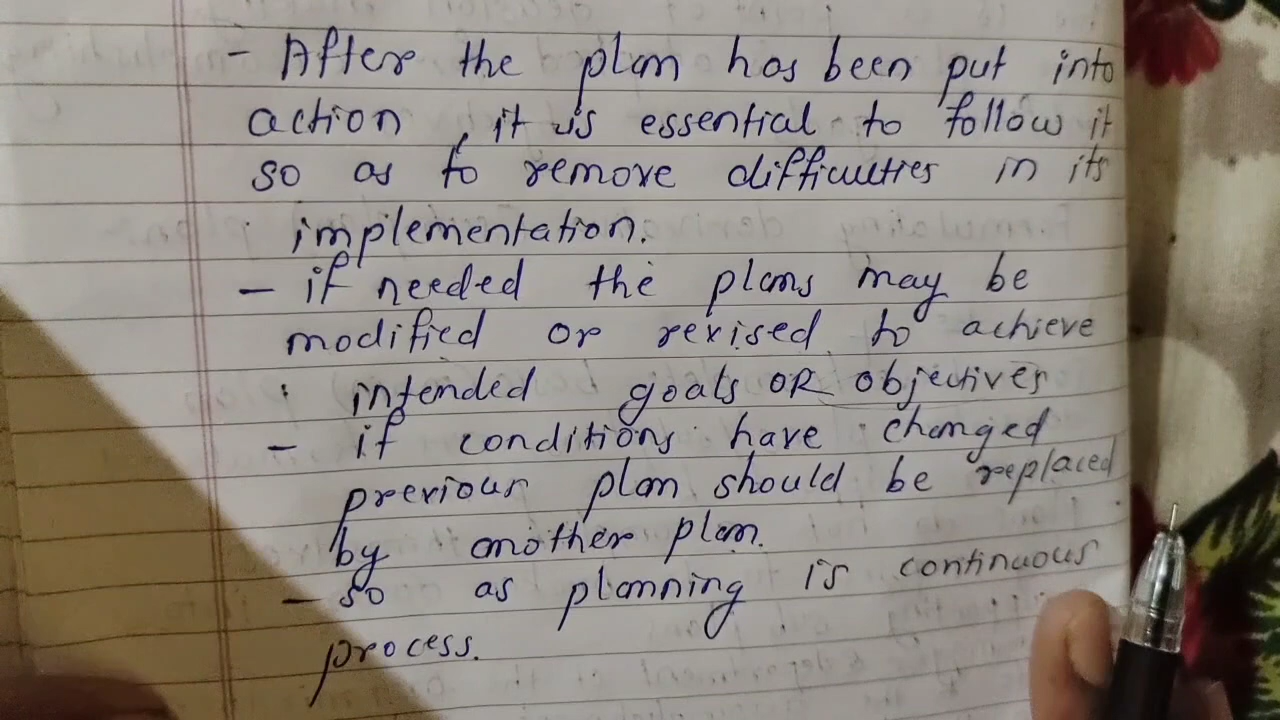 - After the plan has been put into
action, it is essential to follow it
so as to remove difficulties in its
implementation.
- if needed the plans may be
modified or revised to achieve
intended goals OR objectives
- if conditions have changed
previous plan should be replaced
by another plan.
- so as planning is continuous
process.